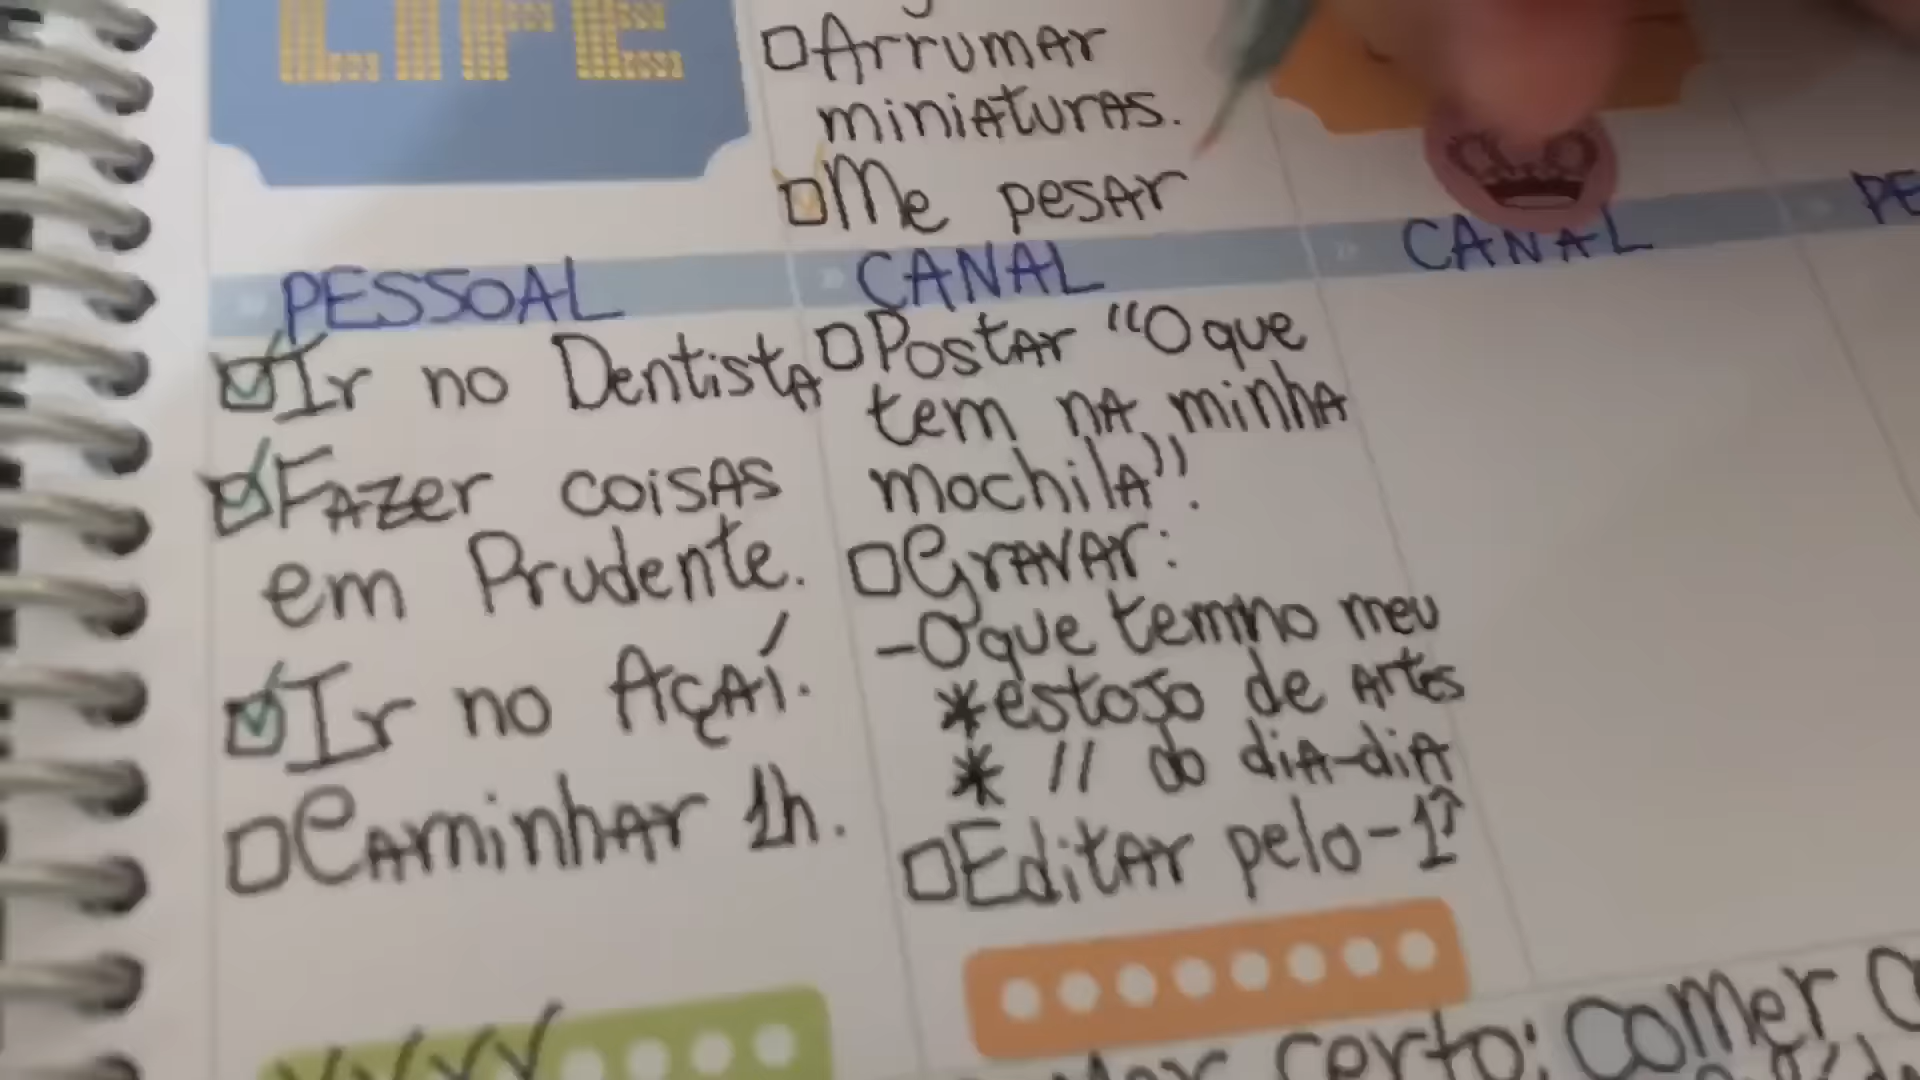 LIFE
Arrumar
miniaturas.
Me pesar
PESSOAL
Ir no Dentista
Fazer coisas
em Prudente.
Ir no Açaí.
Caminhar 1h.
CANAL
Postar "O que
tem na minha
mochila".
Gravar:
-O que tem no meu
*estojo de Artes
* // do dia-dia
Editar pelo -1
CANAL
PE
certo: comer